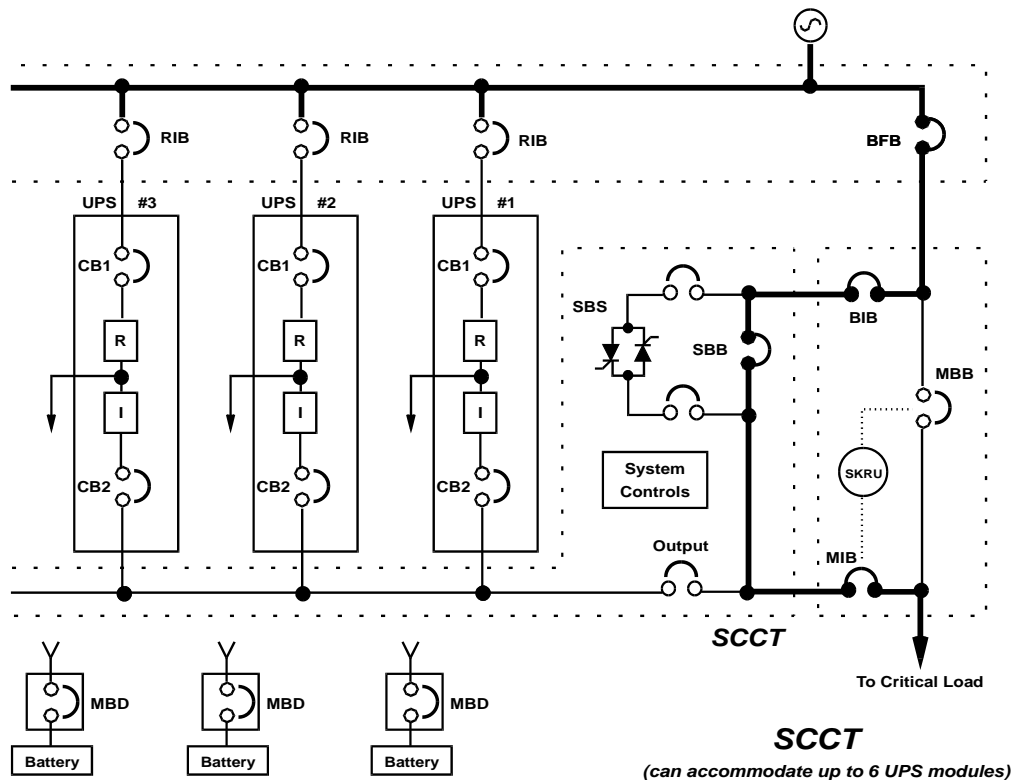 RIB
RIB
RIB
BFB
UPS #3
UPS #2
UPS #1
CB1
CB1
CB1
SBS
BIB
R
R
R
SBB
MBB
I
I
I
System
Controls
SKRU
CB2
CB2
CB2
Output
MIB
SCCT
To Critical Load
MBD
MBD
MBD
SCCT
Battery
Battery
Battery
(can accommodate up to 6 UPS modules)